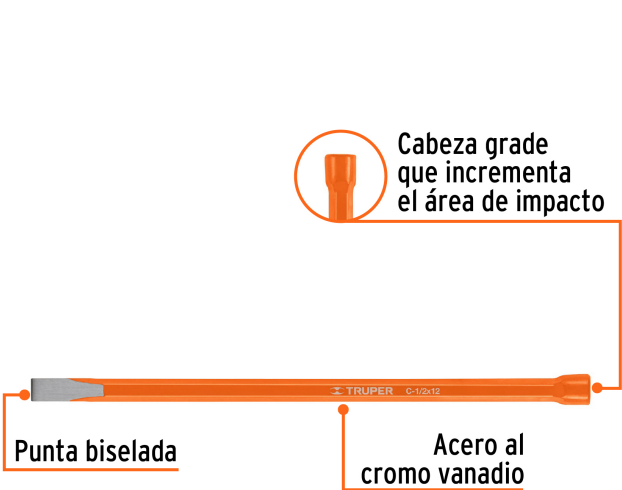 Cabeza grade
que incrementa
el área de impacto
TRUPER C-1/2x12
Punta biselada
Acero al
cromo vanadio